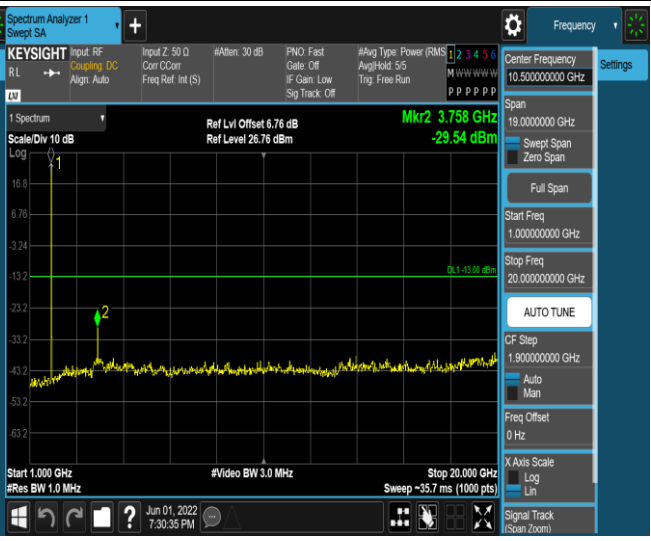 Spectrum Analyzer 1
Swept SA
Frequency
KEYSIGHT
RL
Input: RF
Coupling: DC
Align: Auto
Input Z: 50 Ω
Corr CCorr
Freq Ref: Int (S)
#Atten: 30 dB
PNO: Fast
Gate: Off
IF Gain: Low
Sig Track: Off
#Avg Type: Power (RMS
Avg|Hold: 5/5
Trig: Free Run
1 2 3 4 5 6
M W W W W W
P P P P P P
LXI
1 Spectrum
Scale/Div 10 dB
Log
Ref Lvl Offset 6.76 dB
Ref Level 26.76 dBm
Mkr2 3.758 GHz
-29.54 dBm
1
16.8
6.76
-3.24
DL1 -13.00 dBm
-13.2
2
-23.2
-33.2
-43.2
-53.2
-63.2
Start 1.000 GHz
#Res BW 1.0 MHz
#Video BW 3.0 MHz
Stop 20.000 GHz
Sweep ~35.7 ms (1000 pts)
Jun 01, 2022
7:30:35 PM
Center Frequency
10.500000000 GHz
Settings
Span
19.0000000 GHz
Swept Span
Zero Span
Full Span
Start Freq
1.000000000 GHz
Stop Freq
20.000000000 GHz
AUTO TUNE
CF Step
1.900000000 GHz
Auto
Man
Freq Offset
0 Hz
X Axis Scale
Log
Lin
Signal Track
(Span Zoom)